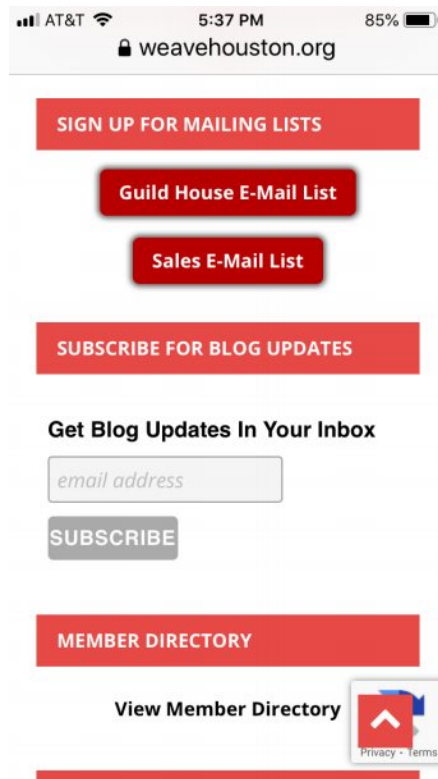 AT&T 5:37 PM 85%
weavehouston.org
SIGN UP FOR MAILING LISTS
Guild House E-Mail List
Sales E-Mail List
SUBSCRIBE FOR BLOG UPDATES
Get Blog Updates In Your Inbox
email address
SUBSCRIBE
MEMBER DIRECTORY
View Member Directory
Privacy - Terms